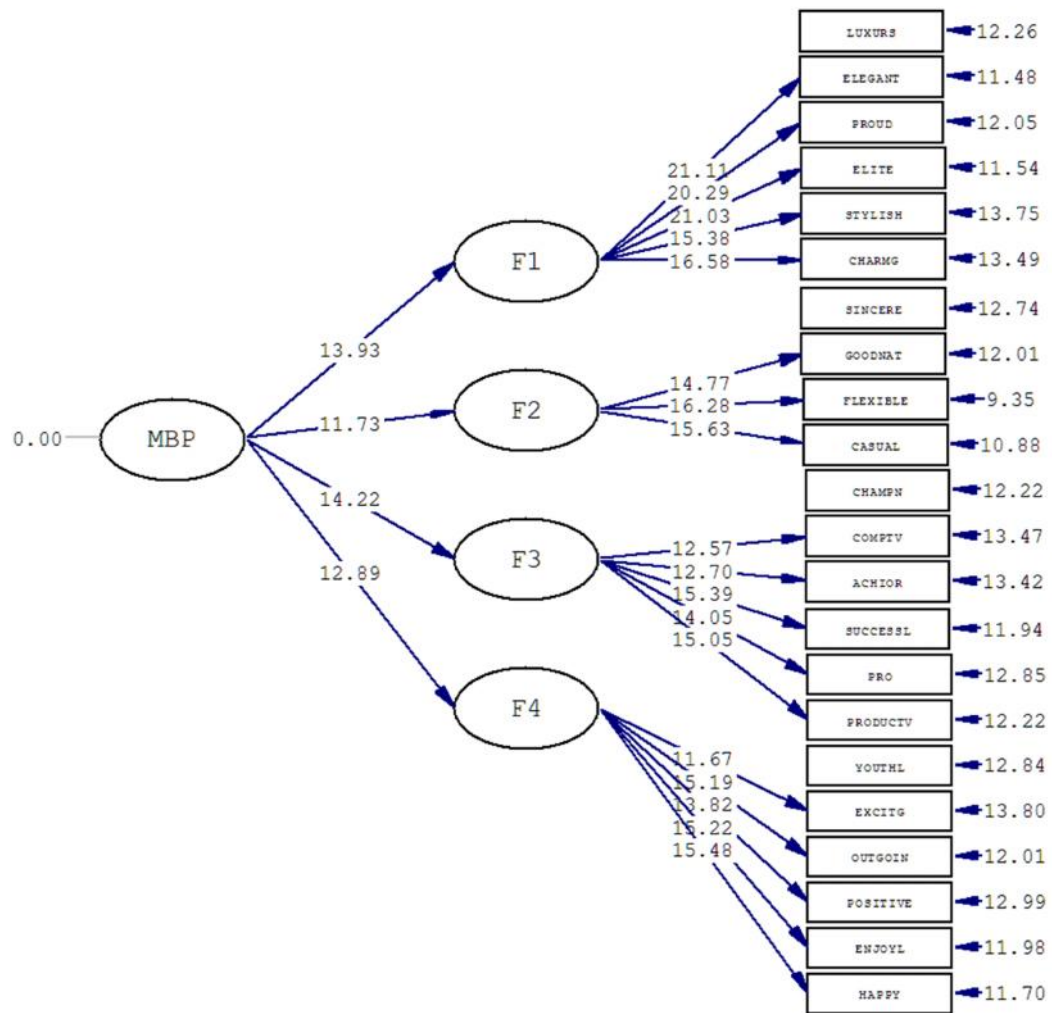 LUXURS 12.26
ELEGANT 11.48
PROUD 12.05
21.11 ELITE 11.54
20.29
21.03 STYLISH 13.75
15.38
F1 16.58 CHARMG 13.49
SINCERE 12.74
13.93 GOODNAT 12.01
14.77
F2 16.28 FLEXIBLE 9.35
11.73 15.63
0.00 MBP CASUAL 10.88
CHAMPN 12.22
14.22 COMPTV 13.47
12.57
F3 12.70 ACHIOR 13.42
12.89 15.39
14.05 SUCCESSL 11.94
15.05
PRO 12.85
F4 PRODUCTV 12.22
11.67 YOUTHL 12.84
15.19
13.82 EXCITG 13.80
15.22
15.48 OUTGOIN 12.01
POSITIVE 12.99
ENJOYL 11.98
HAPPY 11.70